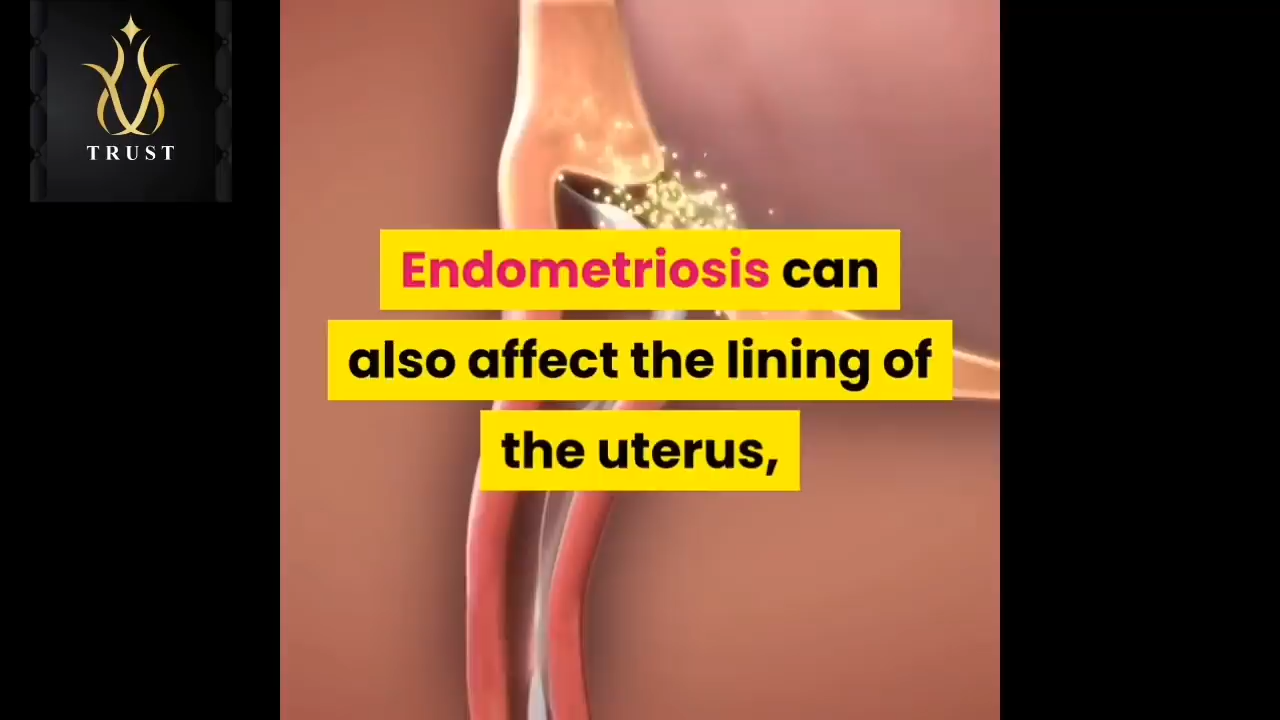 TRUST
Endometriosis can
also affect the lining of
the uterus,